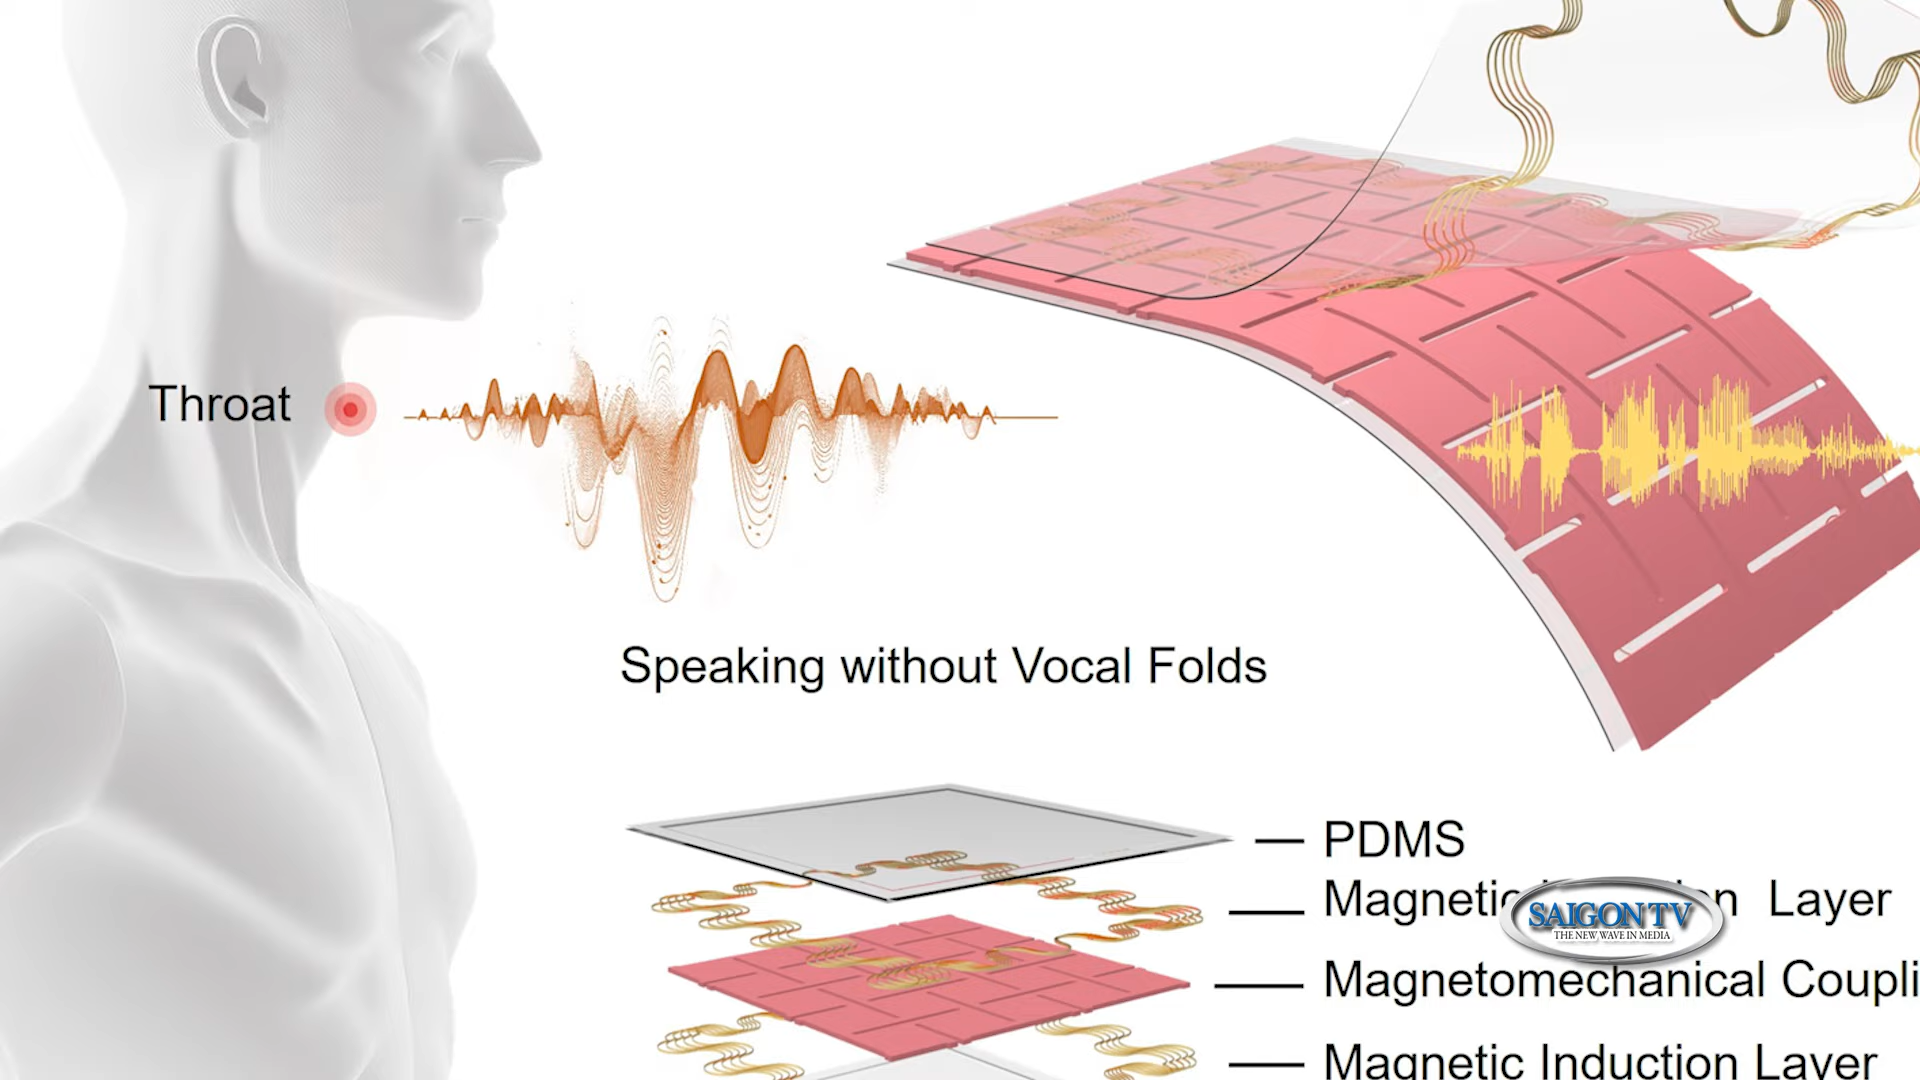 Throat
Speaking without Vocal Folds
PDMS
Layer
SAIGON TV
THE NEW WAVE IN MEDIA
Magnetomechanical Coupli
Magnetic Induction Layer